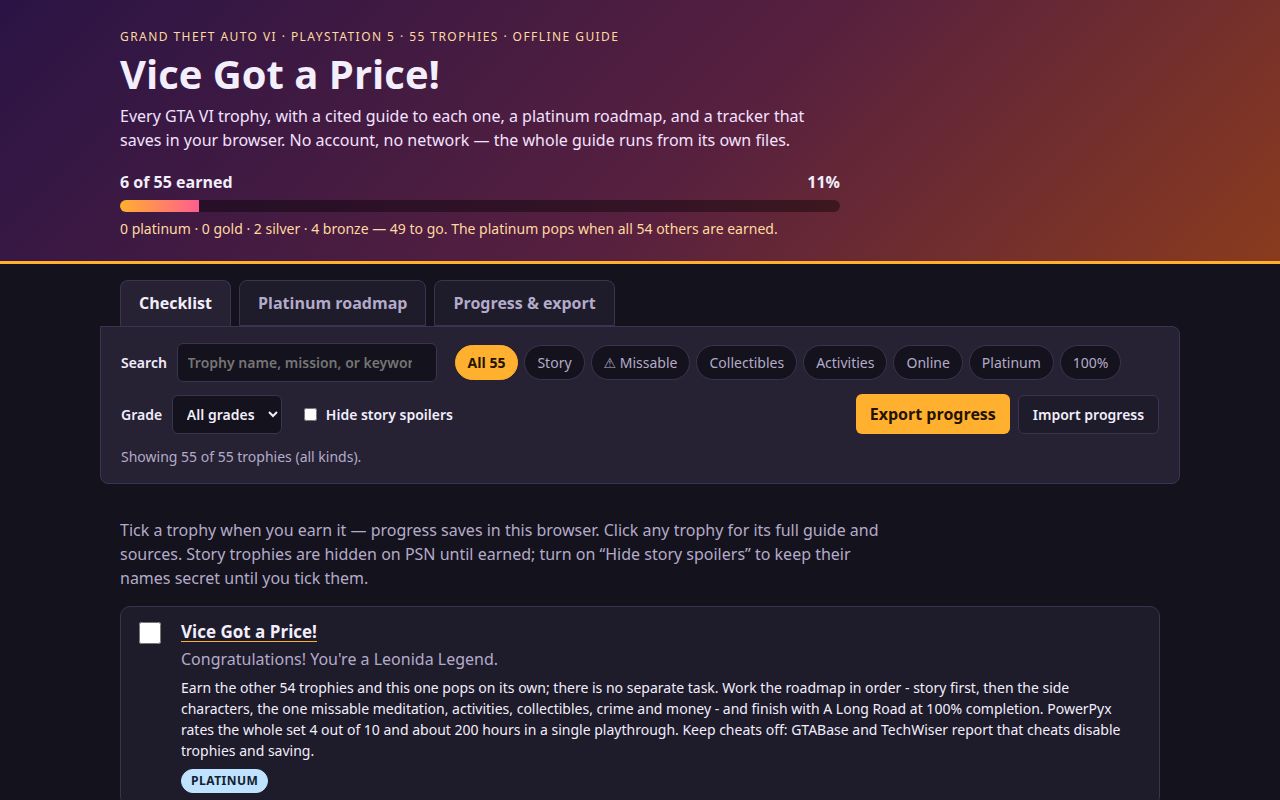 GRAND THEFT AUTO VI · PLAYSTATION 5 · 55 TROPHIES · OFFLINE GUIDE
Vice Got a Price!
Every GTA VI trophy, with a cited guide to each one, a platinum roadmap, and a tracker that
saves in your browser. No account, no network — the whole guide runs from its own files.
6 of 55 earned 11%
0 platinum · 0 gold · 2 silver · 4 bronze — 49 to go. The platinum pops when all 54 others are earned.
Checklist Platinum roadmap Progress & export
Search Trophy name, mission, or keywor All 55 Story ⚠ Missable Collectibles Activities Online Platinum 100%
Grade All grades Hide story spoilers Export progress Import progress
Showing 55 of 55 trophies (all kinds).
Tick a trophy when you earn it — progress saves in this browser. Click any trophy for its full guide and
sources. Story trophies are hidden on PSN until earned; turn on “Hide story spoilers” to keep their
names secret until you tick them.
Vice Got a Price!
Congratulations! You're a Leonida Legend.
Earn the other 54 trophies and this one pops on its own; there is no separate task. Work the roadmap in order - story first, then the side
characters, the one missable meditation, activities, collectibles, crime and money - and finish with A Long Road at 100% completion. PowerPyx
rates the whole set 4 out of 10 and about 200 hours in a single playthrough. Keep cheats off: GTABase and TechWiser report that cheats disable
trophies and saving.
PLATINUM